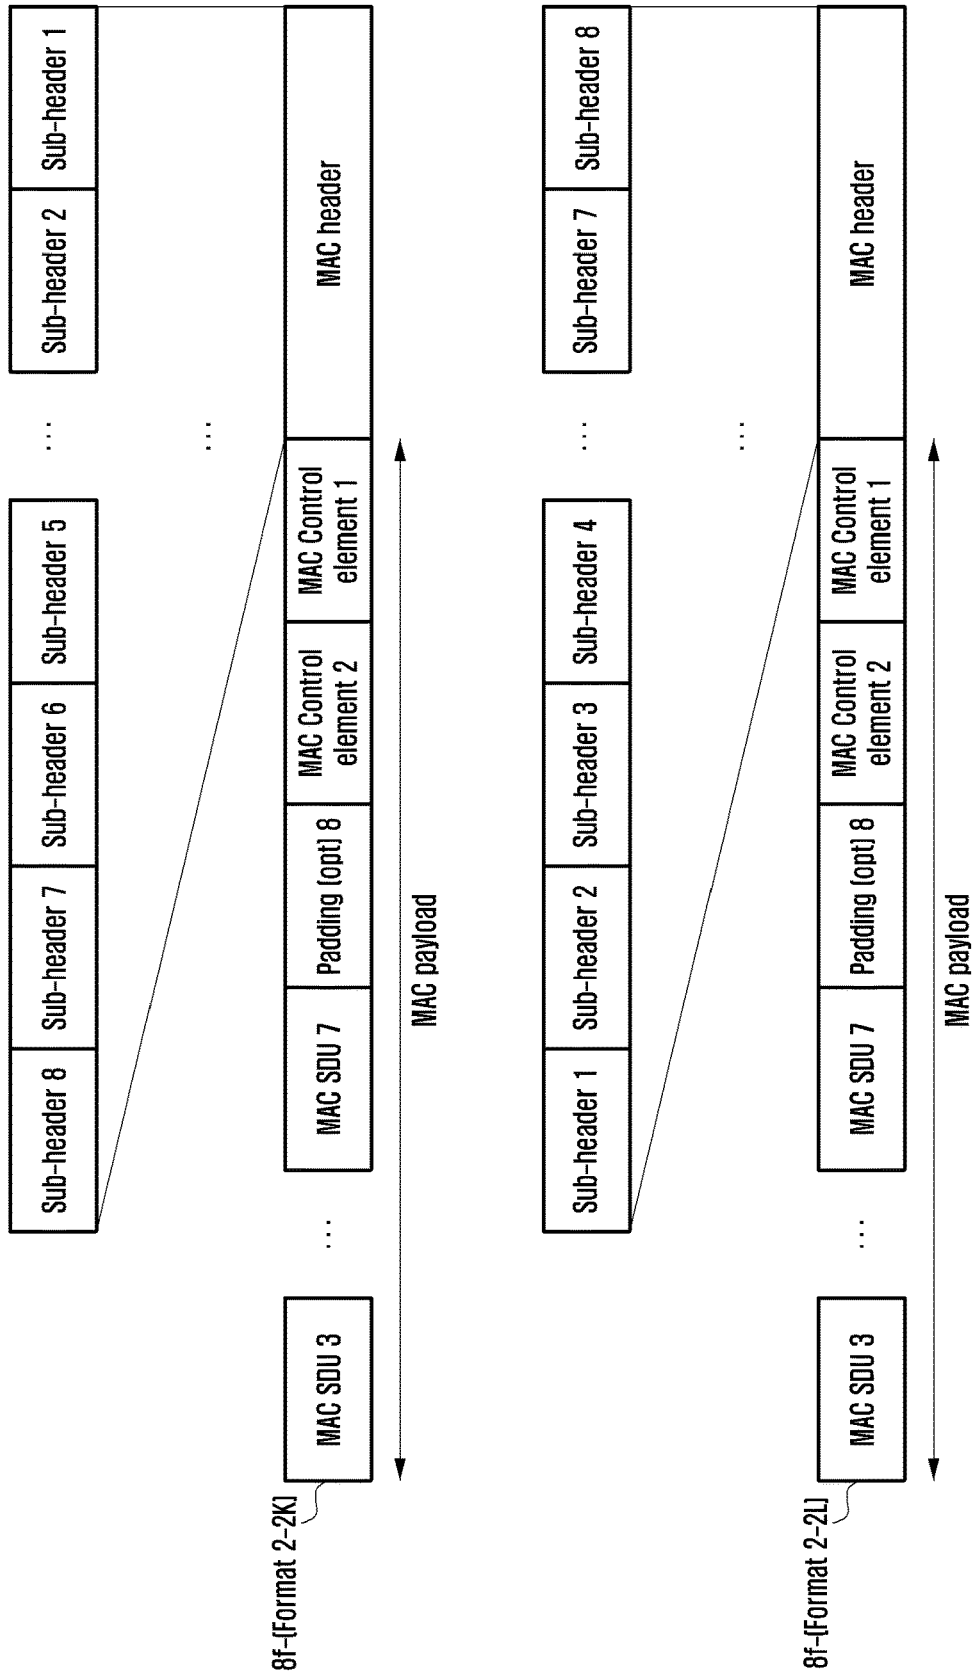 Sub-header 8
Sub-header 7
Sub-header 6
Sub-header 5
...
Sub-header 2
Sub-header 1
...
8f-(Format 2-2K)
MAC SDU 3
...
MAC SDU 7
Padding (opt) 8
MAC Control
element 2
MAC Control
element 1
MAC header
MAC payload
Sub-header 1
Sub-header 2
Sub-header 3
Sub-header 4
...
Sub-header 7
Sub-header 8
...
8f-(Format 2-2L)
MAC SDU 3
...
MAC SDU 7
Padding (opt) 8
MAC Control
element 2
MAC Control
element 1
MAC header
MAC payload